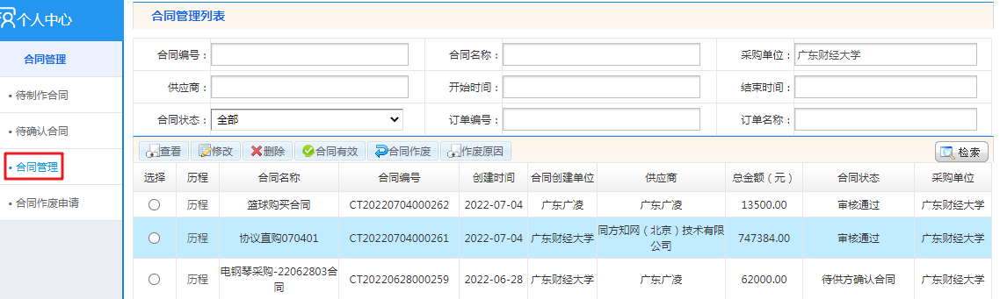 个人中心
合同管理
• 待制作合同
• 待确认合同
• 合同管理
• 合同作废申请
合同管理列表
合同编号： 合同名称： 采购单位： 广东财经大学
供应商： 开始时间： 结束时间：
合同状态： 全部 订单编号： 订单名称：
查看 修改 删除 合同有效 合同作废 作废原因 检索
选择 历程 合同名称 合同编号 创建时间 合同创建单位 供应商 总金额（元） 合同状态 采购单位
历程 篮球购买合同 CT20220704000262 2022-07-04 广东广凌 广东广凌 13500.00 审核通过 广东财经大学
历程 协议直购070401 CT20220704000261 2022-07-04 广东财经大学 同方知网（北京）技术有限
公司 747384.00 审核通过 广东财经大学
历程 电钢琴采购-22062803合
同 CT20220628000259 2022-06-28 广东财经大学 广东广凌 62000.00 待供方确认合同 广东财经大学